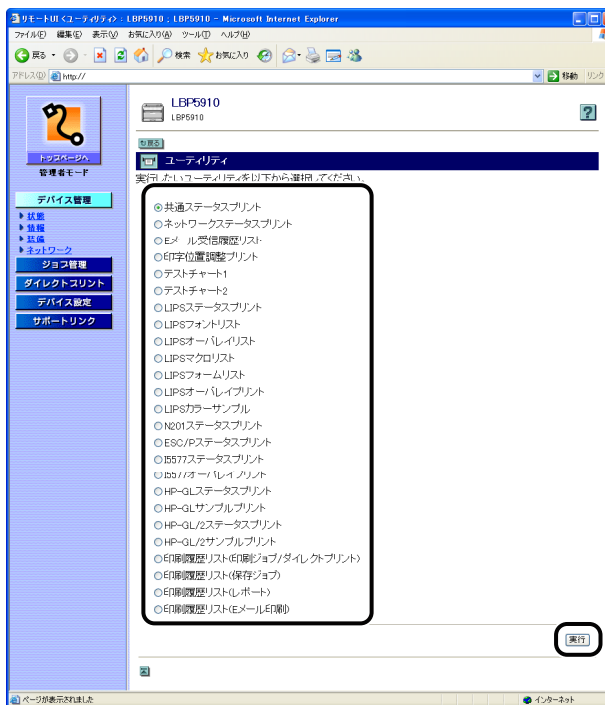 リモートUI <ユーティリティ> : LBP5910 ; LBP5910 - Microsoft Internet Explorer
ファイル(F) 編集(E) 表示(V) お気に入り(A) ツール(T) ヘルプ(H)
戻る 検索 お気に入り
アドレス(D) http:// 移動 リンク
LBP5910
LBP5910
トップページへ
管理者モード
デバイス管理
状態
情報
装備
ネットワーク
ジョブ管理
ダイレクトプリント
デバイス設定
サポートリンク
戻る
ユーティリティ
実行したいユーティリティを以下から選択してください。
共通ステータスプリント
ネットワークステータスプリント
Eメール受信履歴リスト
印字位置調整プリント
テストチャート1
テストチャート2
LIPSステータスプリント
LIPSフォントリスト
LIPSオーバレイリスト
LIPSマクロリスト
LIPSフォームリスト
LIPSオーバレイプリント
LIPSカラーサンプル
N201ステータスプリント
ESC/Pステータスプリント
I5577ステータスプリント
I5577オーバレイプリント
HP-GLステータスプリント
HP-GLサンプルプリント
HP-GL/2ステータスプリント
HP-GL/2サンプルプリント
印刷履歴リスト(印刷ジョブ/ダイレクトプリント)
印刷履歴リスト(保存ジョブ)
印刷履歴リスト(レポート)
印刷履歴リスト(Eメール印刷)
実行
ページが表示されました
インターネット